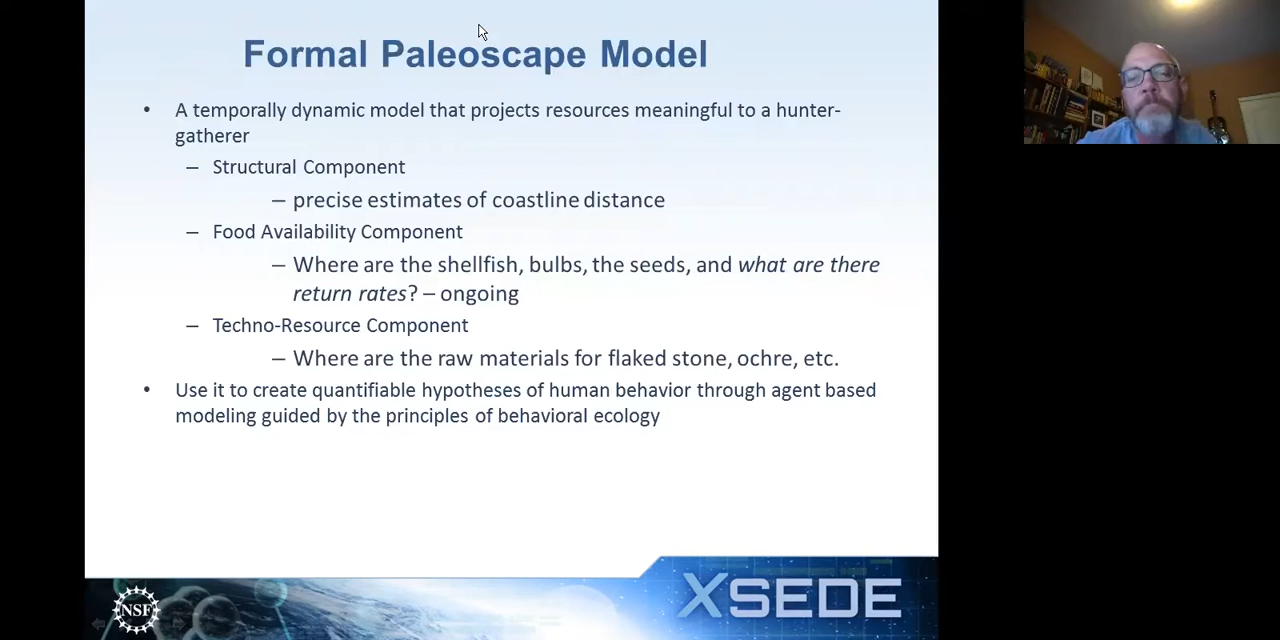 Formal Paleoscape Model
• A temporally dynamic model that projects resources meaningful to a hunter-
gatherer
– Structural Component
– precise estimates of coastline distance
– Food Availability Component
– Where are the shellfish, bulbs, the seeds, and what are there
return rates? – ongoing
– Techno-Resource Component
– Where are the raw materials for flaked stone, ochre, etc.
• Use it to create quantifiable hypotheses of human behavior through agent based
modeling guided by the principles of behavioral ecology
NSF
XSEDE